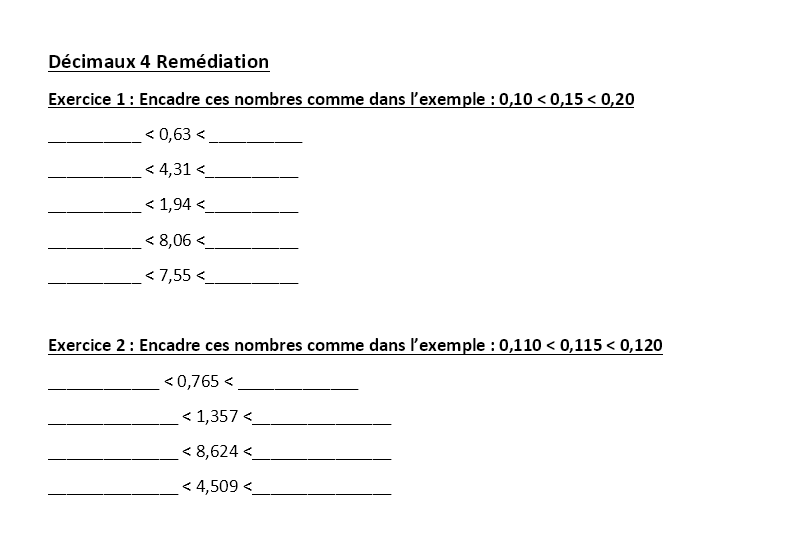 Décimaux 4 Remédiation
Exercice 1 : Encadre ces nombres comme dans l’exemple : 0,10 < 0,15 < 0,20
__________ < 0,63 < __________
__________ < 4,31 <__________
__________ < 1,94 <__________
__________ < 8,06 <__________
__________ < 7,55 <__________
Exercice 2 : Encadre ces nombres comme dans l’exemple : 0,110 < 0,115 < 0,120
____________ < 0,765 < _____________
______________ < 1,357 <_______________
______________ < 8,624 <_______________
______________ < 4,509 <_______________